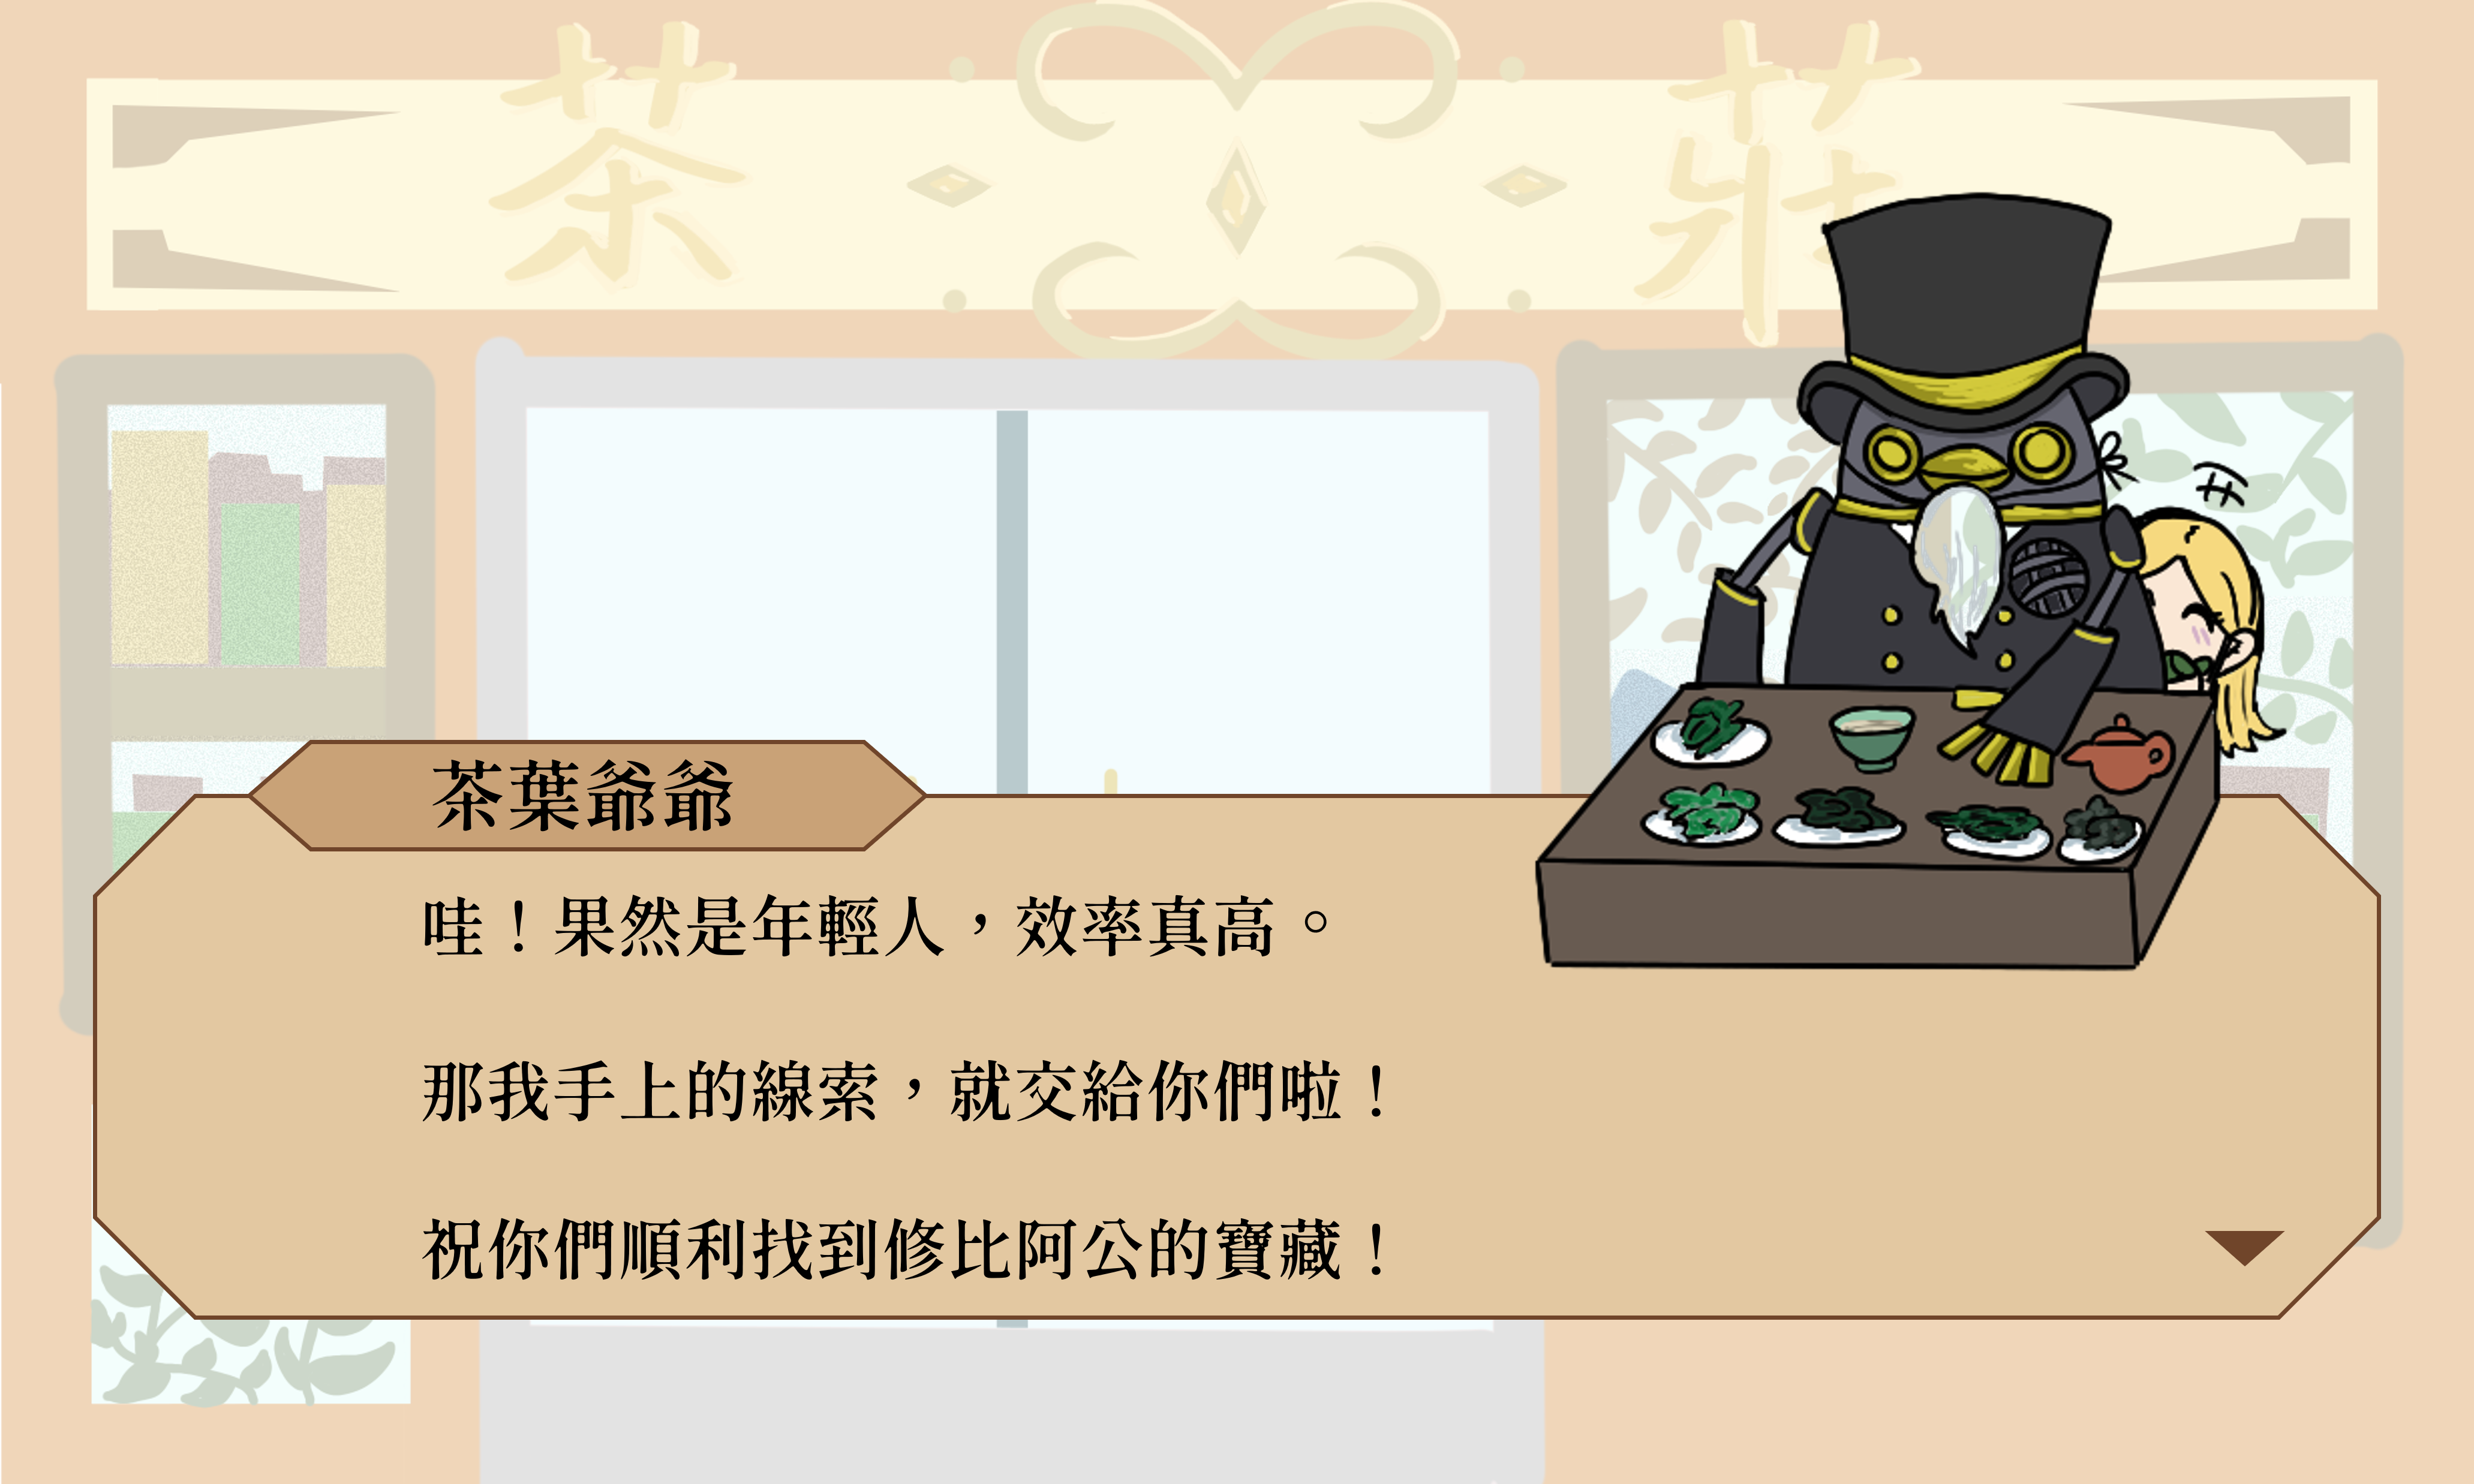 茶 莊
茶葉爺爺
哇！果然是年輕人，效率真高。
那我手上的線索，就交給你們啦！
祝你們順利找到修比阿公的寶藏！